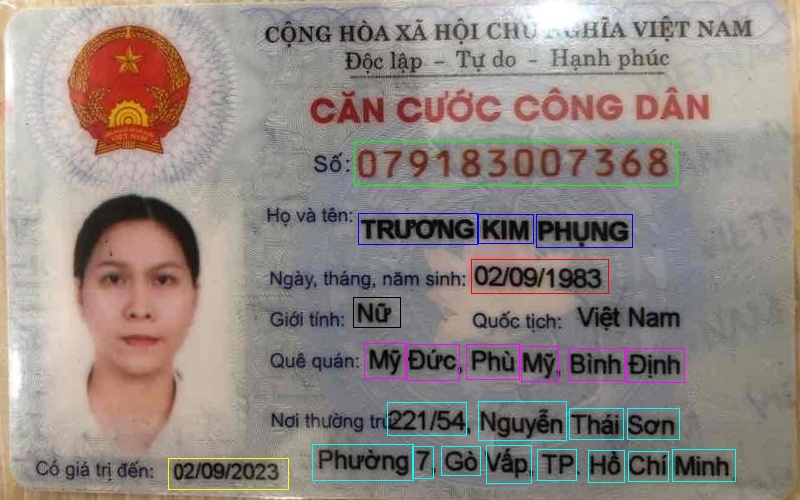 CỘNG HÒA XÃ HỘI CHỦ NGHĨA VIỆT NAM
Độc lập - Tự do - Hạnh phúc
CĂN CƯỚC CÔNG DÂN
Số: 079183007368
Họ và tên: TRƯƠNG KIM PHỤNG
Ngày, tháng, năm sinh: 02/09/1983
Giới tính: Nữ Quốc tịch: Việt Nam
Quê quán: Mỹ Đức, Phù Mỹ, Bình Định
Nơi thường trú: 221/54, Nguyễn Thái Sơn
Phường 7, Gò Vấp, TP. Hồ Chí Minh
Có giá trị đến: 02/09/2023